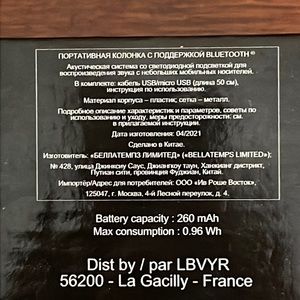 ПОРТАТИВНАЯ КОЛОНКА С ПОДДЕРЖКОЙ BLUETOOTH®
Акустическая система со светодиодной подсветкой для
воспроизведения звука с небольших мобильных носителей.
В комплекте: кабель USB/micro USB (длина 50 см),
инструкция по использованию.
Материал корпуса – пластик; сетка – металл.
Подробное описание характеристик и параметров, советы по
использованию и уходу, меры предосторожности: см.
в прилагаемой инструкции.
Дата изготовления: 04/2021
Сделано в Китае.
Изготовитель: «БЕЛЛАТЕМПЗ ЛИМИТЕД» («BELLATEMPS LIMITED»);
№ 428, улица Джинкоу Саус, Джиангкоу таун, Ханжианг дистрикт,
Путиан сити, провинция Фуджиан, Китай.
Импортёр/Адрес для потребителей: ООО «Ив Роше Восток»,
125047, г. Москва, 4-й Лесной переулок, д. 4.
Battery capacity : 260 mAh
Max consumption : 0.96 Wh
Dist by / par LBVYR
56200 - La Gacilly - France